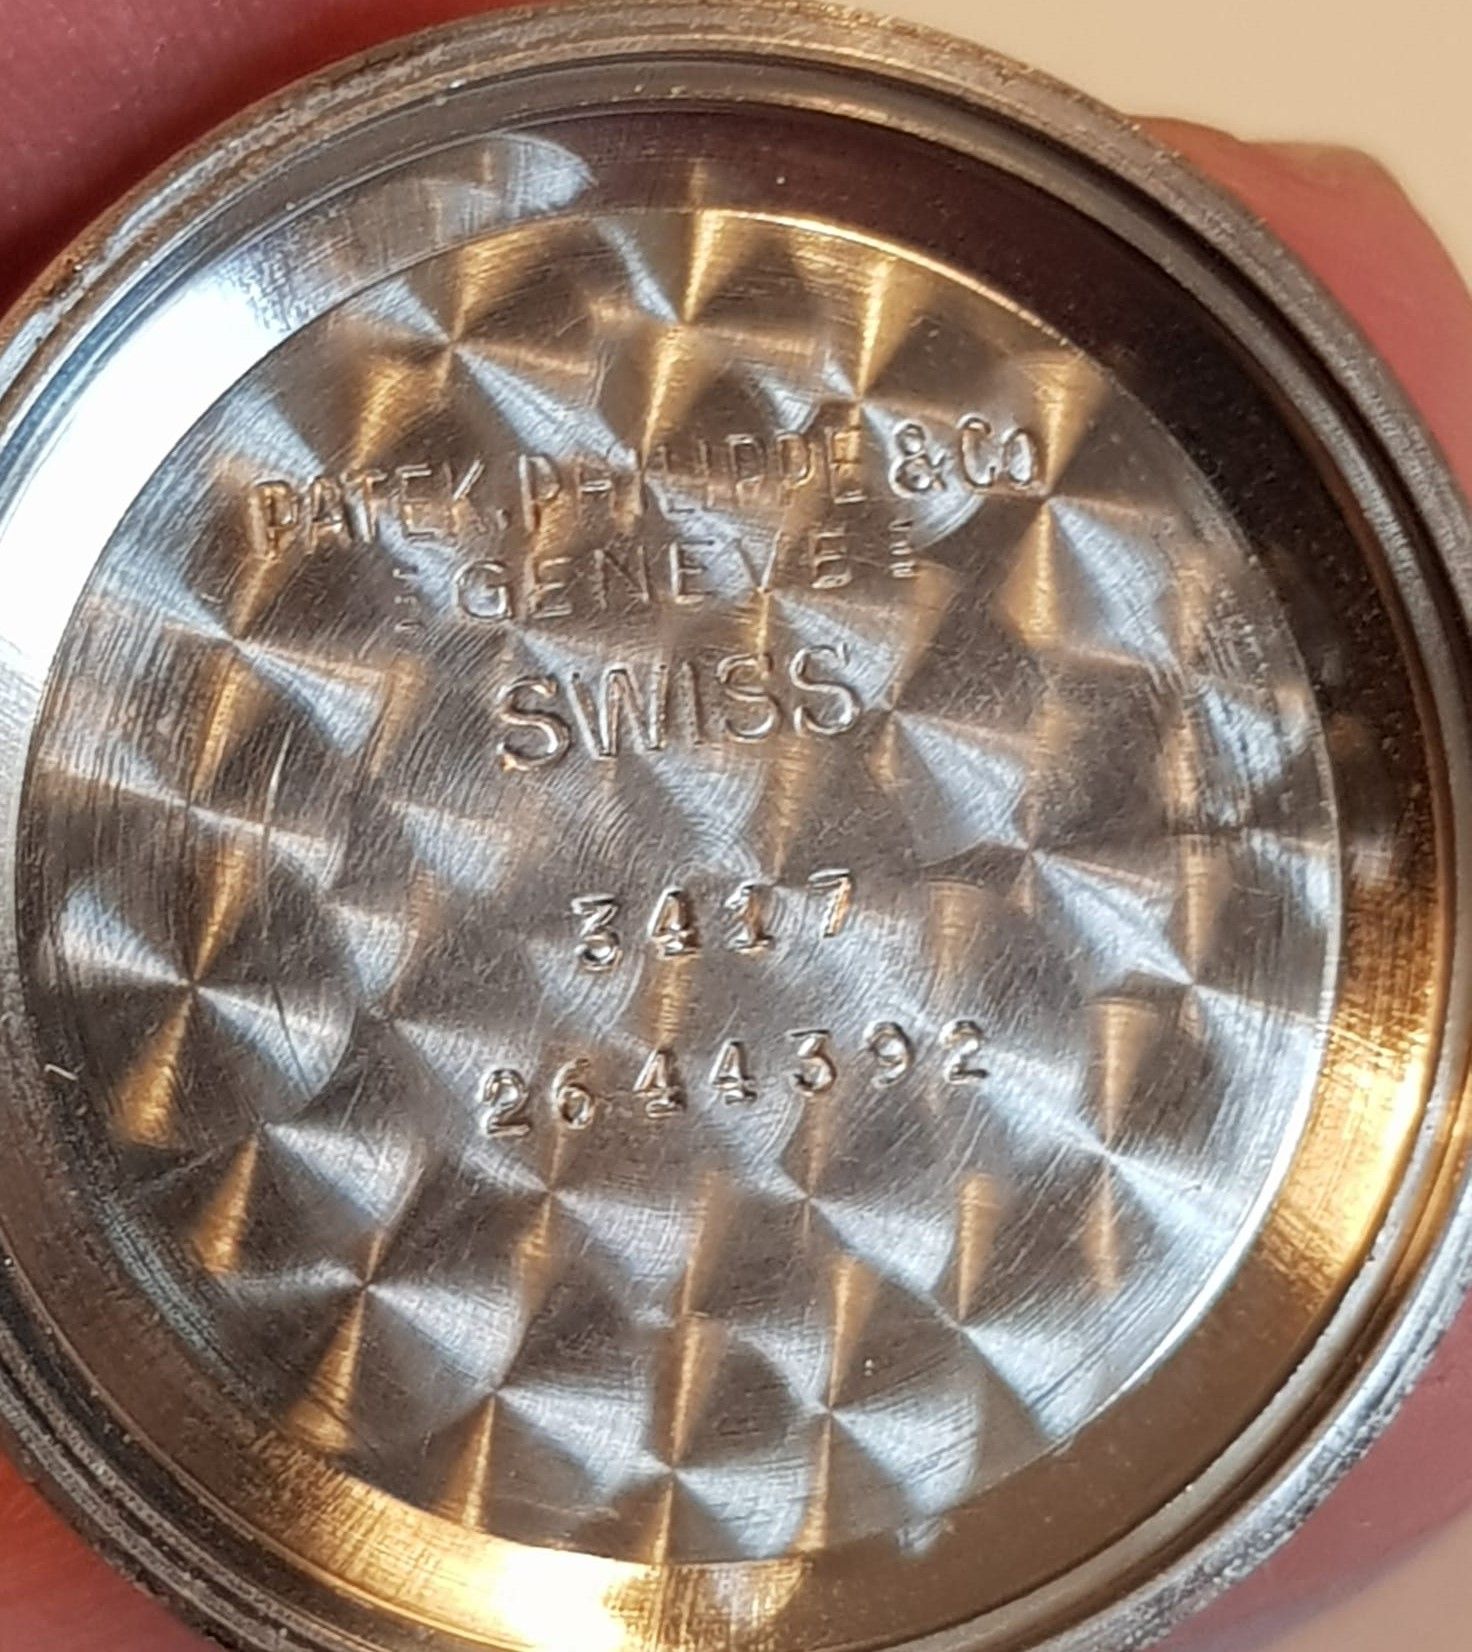 PATEK, PHILIPPE & Co
GENEVE
SWISS
3417
2644392